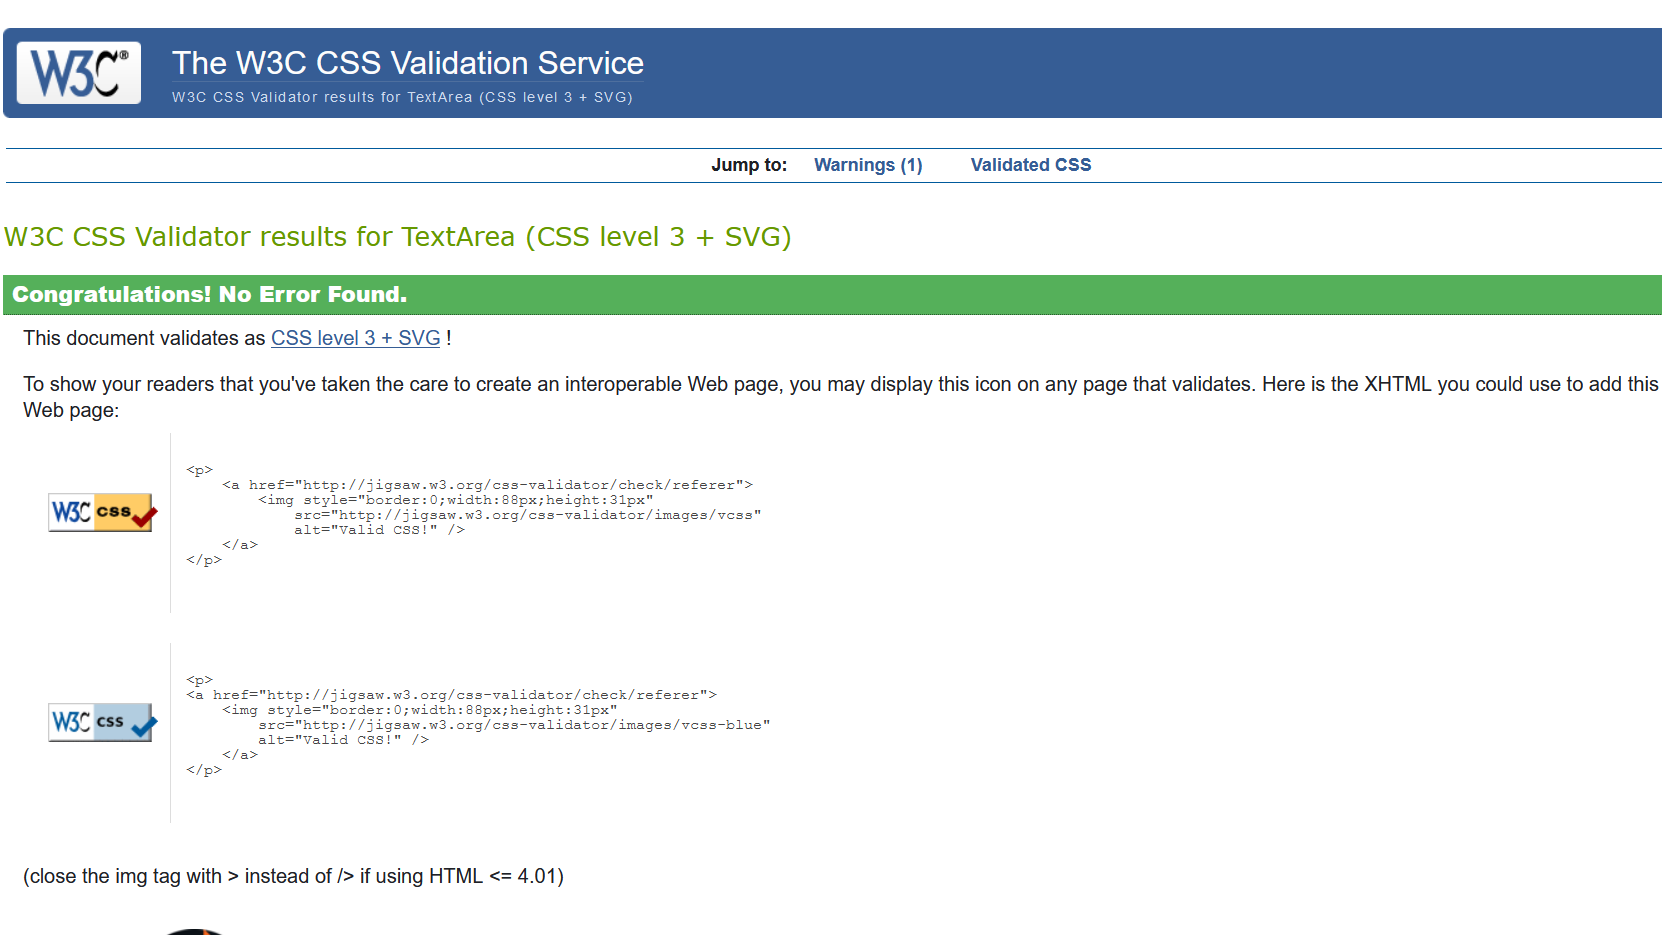 W3C®
The W3C CSS Validation Service
W3C CSS Validator results for TextArea (CSS level 3 + SVG)
Jump to: Warnings (1) Validated CSS
W3C CSS Validator results for TextArea (CSS level 3 + SVG)
Congratulations! No Error Found.
This document validates as CSS level 3 + SVG !
To show your readers that you've taken the care to create an interoperable Web page, you may display this icon on any page that validates. Here is the XHTML you could use to add this
Web page:
W3C css
<p>
<a href="http://jigsaw.w3.org/css-validator/check/referer">
<img style="border:0;width:88px;height:31px"
src="http://jigsaw.w3.org/css-validator/images/vcss"
alt="Valid CSS!" />
</a>
</p>
W3C css
<p>
<a href="http://jigsaw.w3.org/css-validator/check/referer">
<img style="border:0;width:88px;height:31px"
src="http://jigsaw.w3.org/css-validator/images/vcss-blue"
alt="Valid CSS!" />
</a>
</p>
(close the img tag with > instead of /> if using HTML <= 4.01)